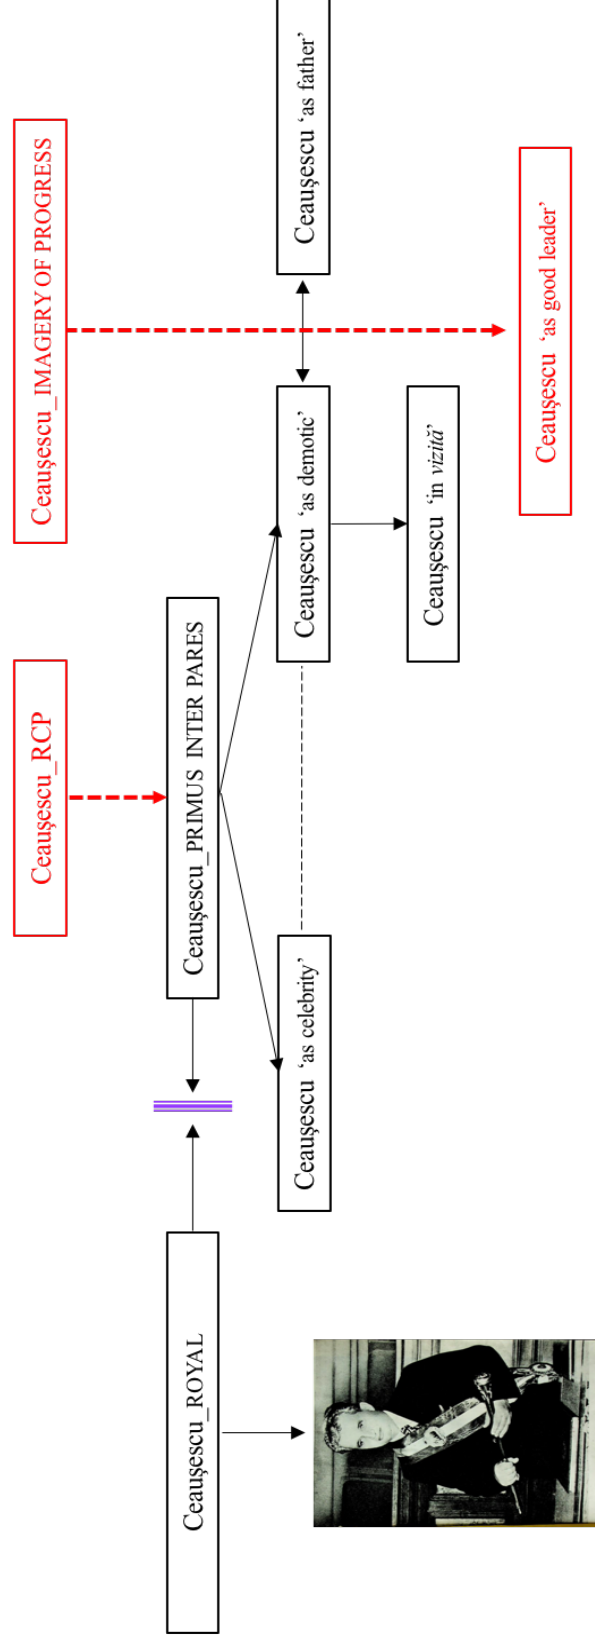 Ceaușescu_RCP
Ceaușescu_IMAGERY OF PROGRESS
Ceaușescu_ROYAL
Ceaușescu_PRIMUS INTER PARES
Ceaușescu ‘as celebrity’
Ceaușescu ‘as demotic’
Ceaușescu ‘as father’
Ceaușescu ‘in vizită’
Ceaușescu ‘as good leader’